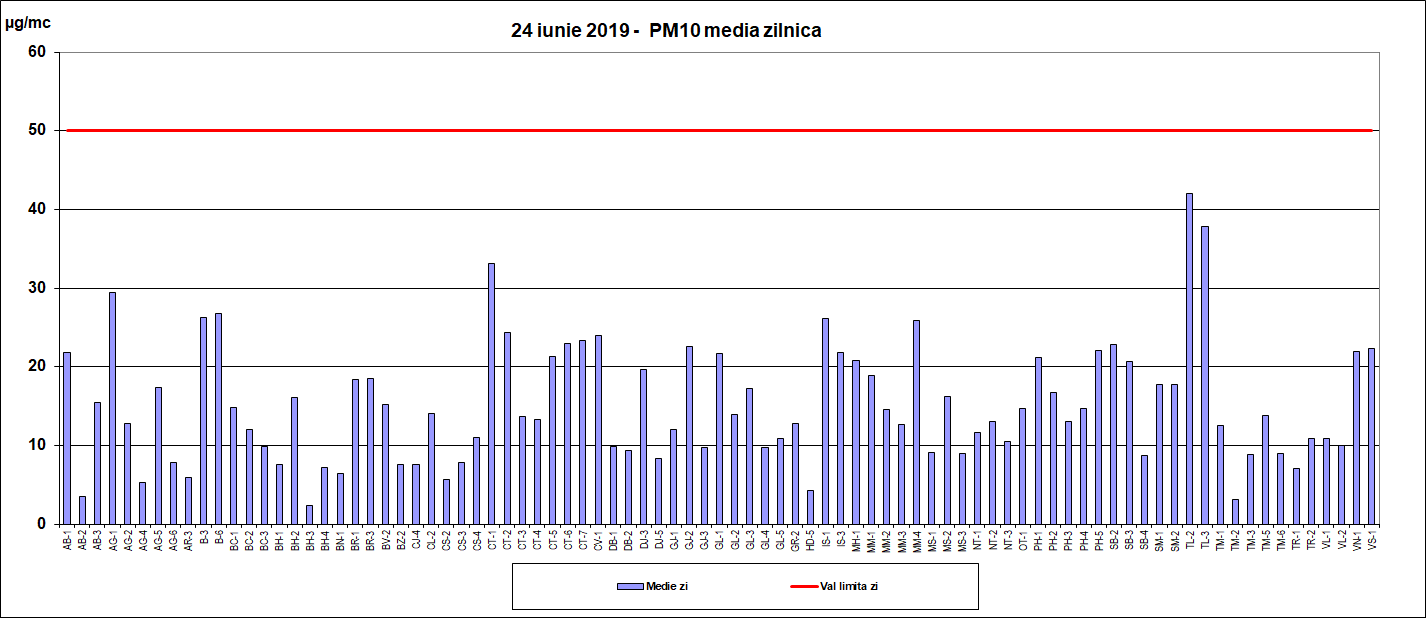 µg/mc
24 iunie 2019 - PM10 media zilnica
60
50
40
30
20
10
0
AB-1 AB-2 AB-3 AG-1 AG-2 AG-4 AG-5 AG-6 AR-3 B-3 B-6 BC-1 BC-2 BC-3 BH-1 BH-2 BH-3 BH-4 BN-1 BR-1 BR-3 BV-2 BZ-2 CJ-4 CL-2 CS-2 CS-3 CS-4 CT-1 CT-2 CT-3 CT-4 CT-5 CT-6 CT-7 CV-1 DB-1 DB-2 DJ-3 DJ-5 GJ-1 GJ-2 GJ-3 GL-1 GL-2 GL-3 GL-4 GL-5 GR-2 HD-5 IS-1 IS-3 MH-1 MM-1 MM-2 MM-3 MM-4 MS-1 MS-2 MS-3 NT-1 NT-2 NT-3 OT-1 PH-1 PH-2 PH-3 PH-4 PH-5 SB-2 SB-3 SB-4 SM-1 SM-2 TL-2 TL-3 TM-1 TM-2 TM-3 TM-5 TM-6 TR-1 TR-2 VL-1 VL-2 VN-1 VS-1
Medie zi Val limita zi